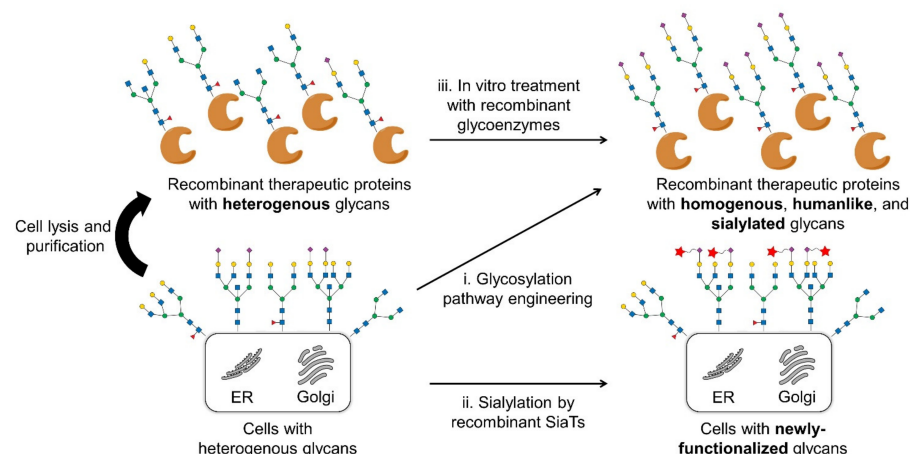 iii. In vitro treatment
with recombinant
glycoenzymes
Recombinant therapeutic proteins
with heterogenous glycans
Recombinant therapeutic proteins
with homogenous, humanlike, and
sialylated glycans
Cell lysis and
purification
i. Glycosylation
pathway engineering
ER
Golgi
ii. Sialylation by
recombinant SiaTs
ER
Golgi
Cells with
heterogenous glycans
Cells with newly-
functionalized glycans